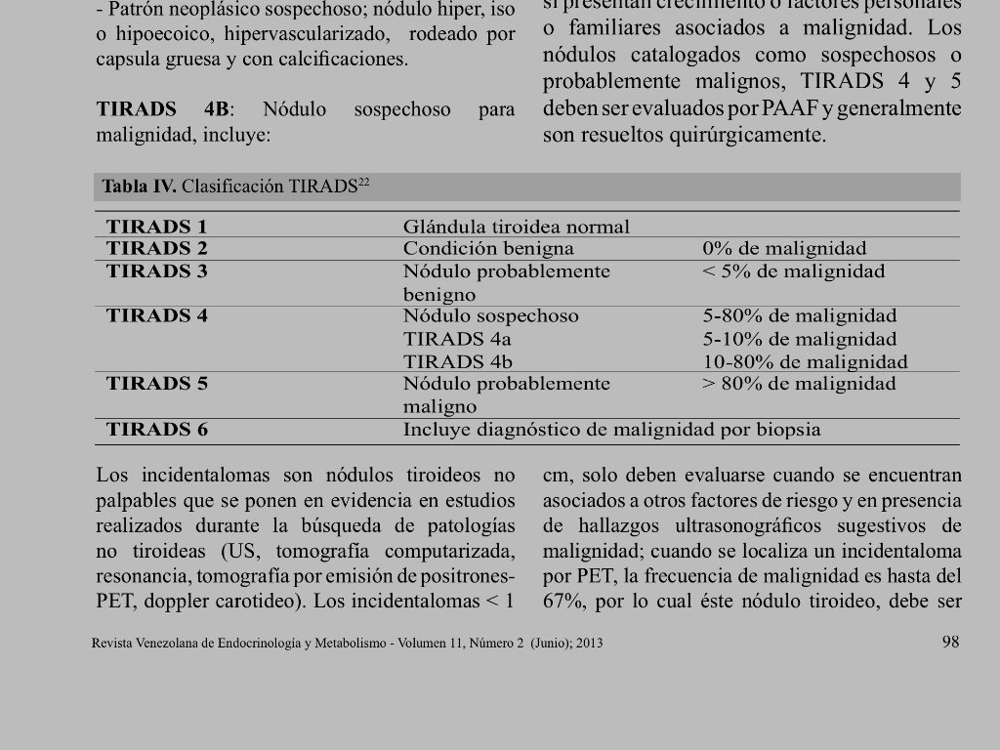 - Patrón neoplásico sospechoso; nódulo hiper, iso
o hipoecoico, hipervascularizado, rodeado por
capsula gruesa y con calcificaciones.
TIRADS 4B: Nódulo sospechoso para
malignidad, incluye:
si presentan crecimiento o factores personales
o familiares asociados a malignidad. Los
nódulos catalogados como sospechosos o
probablemente malignos, TIRADS 4 y 5
deben ser evaluados por PAAF y generalmente
son resueltos quirúrgicamente.
Tabla IV. Clasificación TIRADS22
TIRADS 1 Glándula tiroidea normal
TIRADS 2 Condición benigna 0% de malignidad
TIRADS 3 Nódulo probablemente < 5% de malignidad
benigno
TIRADS 4 Nódulo sospechoso 5-80% de malignidad
TIRADS 4a 5-10% de malignidad
TIRADS 4b 10-80% de malignidad
TIRADS 5 Nódulo probablemente > 80% de malignidad
maligno
TIRADS 6 Incluye diagnóstico de malignidad por biopsia
Los incidentalomas son nódulos tiroideos no
palpables que se ponen en evidencia en estudios
realizados durante la búsqueda de patologías
no tiroideas (US, tomografía computarizada,
resonancia, tomografía por emisión de positrones-
PET, doppler carotideo). Los incidentalomas < 1
cm, solo deben evaluarse cuando se encuentran
asociados a otros factores de riesgo y en presencia
de hallazgos ultrasonográficos sugestivos de
malignidad; cuando se localiza un incidentaloma
por PET, la frecuencia de malignidad es hasta del
67%, por lo cual éste nódulo tiroideo, debe ser
Revista Venezolana de Endocrinología y Metabolismo - Volumen 11, Número 2 (Junio); 2013
98